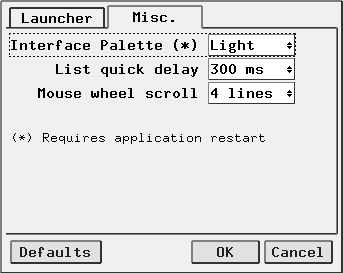 Launcher Misc.
Interface Palette (*) Light
List quick delay 300 ms
Mouse wheel scroll 4 lines
(*) Requires application restart
Defaults OK Cancel